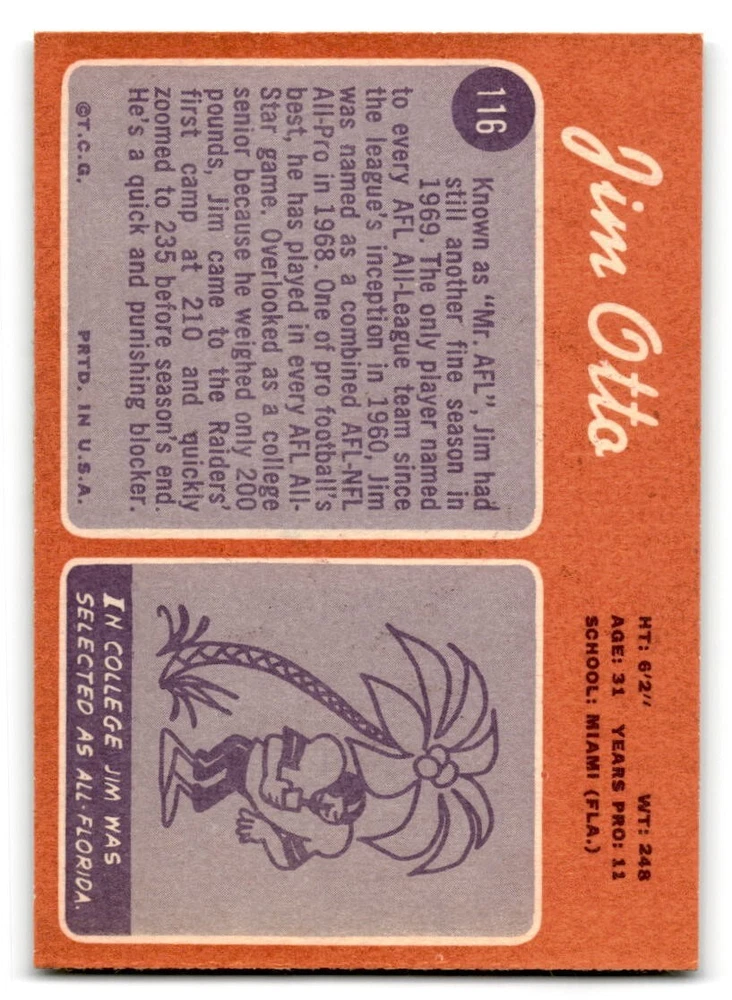 Jim Otto
HT: 6'2" WT: 248
AGE: 31 YEARS PRO: 11
SCHOOL: MIAMI (FLA.)
116
Known as "Mr. AFL", Jim had
still another fine season in
1969. The only player named
to every AFL All-League team since
the league's inception in 1960, Jim
was named as a combined AFL-NFL
All-Pro in 1968. One of pro football's
best, he has played in every AFL All-
Star game. Overlooked as a college
senior because he weighed only 200
pounds, Jim came to the Raiders'
first camp at 210 and quickly
zoomed to 235 before season's end.
He's a quick and punishing blocker.
©T.C.G. PRTD. IN U.S.A.
IN COLLEGE JIM WAS
SELECTED AS ALL-FLORIDA.